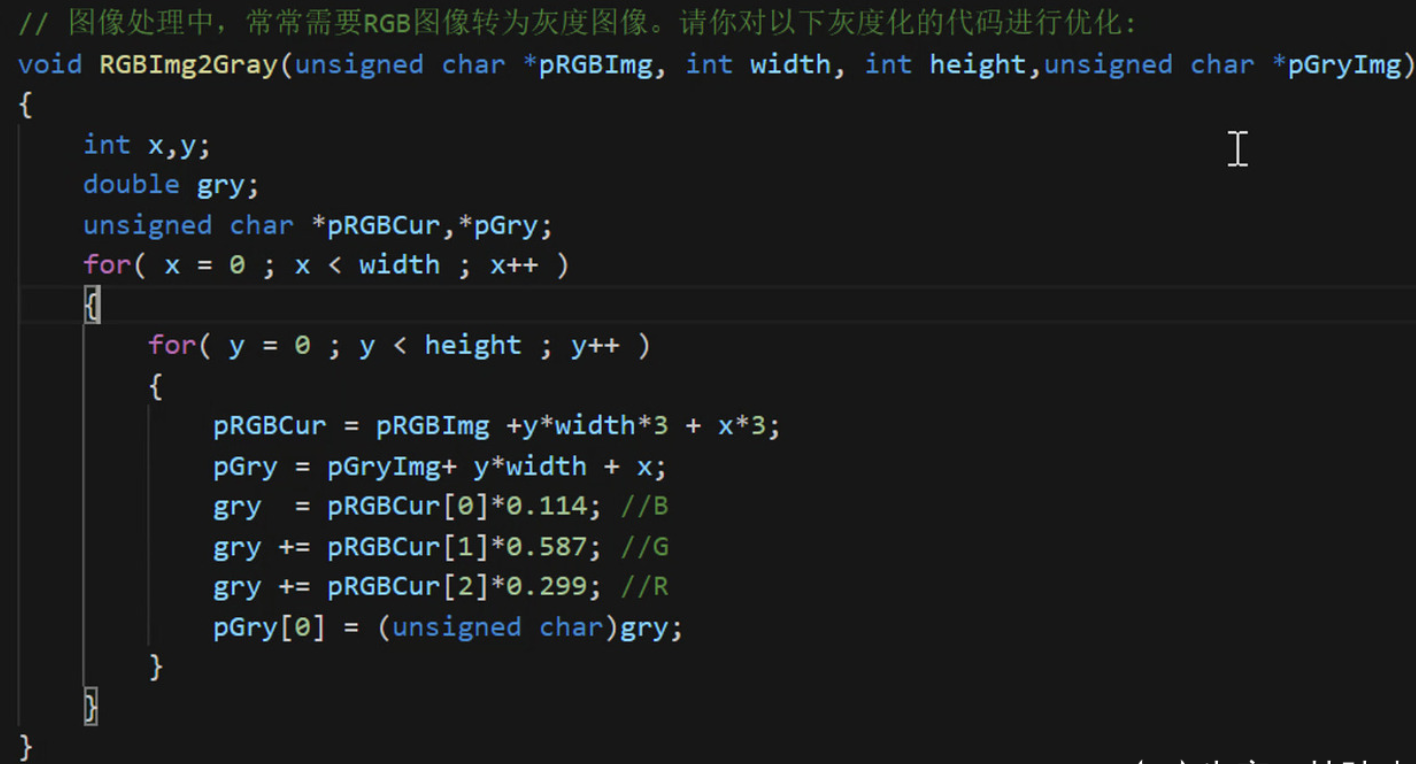 // 图像处理中，常常需要RGB图像转为灰度图像。请你对以下灰度化的代码进行优化:
void RGBImg2Gray(unsigned char *pRGBImg, int width, int height,unsigned char *pGryImg)
{
int x,y;
double gry;
unsigned char *pRGBCur,*pGry;
for( x = 0 ; x < width ; x++ )
{
for( y = 0 ; y < height ; y++ )
{
pRGBCur = pRGBImg +y*width*3 + x*3;
pGry = pGryImg+ y*width + x;
gry  = pRGBCur[0]*0.114; //B
gry += pRGBCur[1]*0.587; //G
gry += pRGBCur[2]*0.299; //R
pGry[0] = (unsigned char)gry;
}
}
}